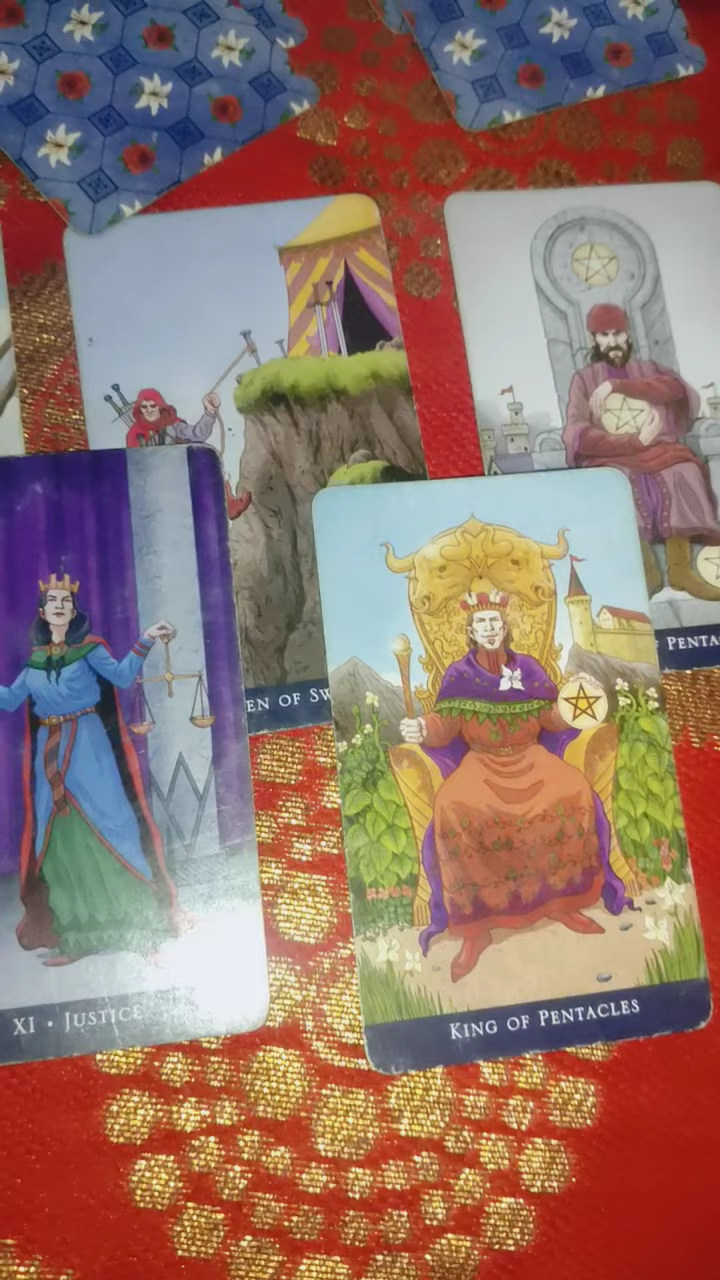 EN OF SW
PENTA
XI • JUSTICE
KING OF PENTACLES